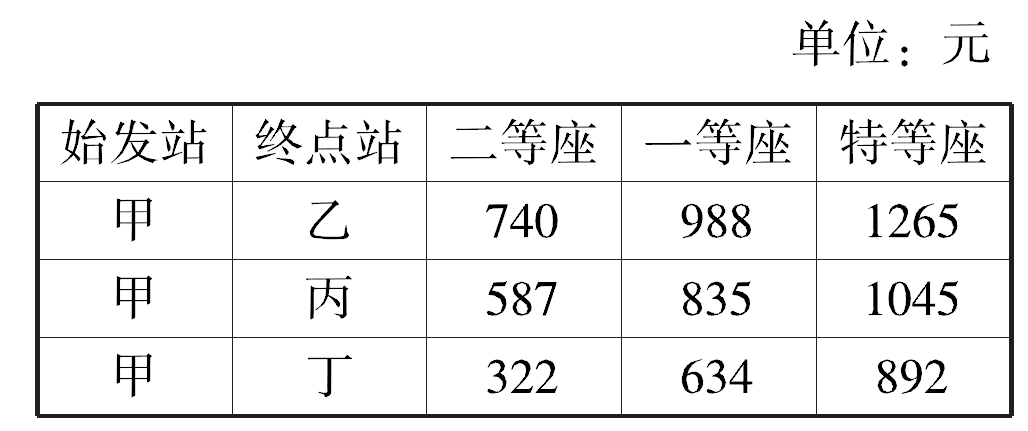 单位：元
始发站 终点站 二等座 一等座 特等座
甲 乙 740 988 1265
甲 丙 587 835 1045
甲 丁 322 634 892